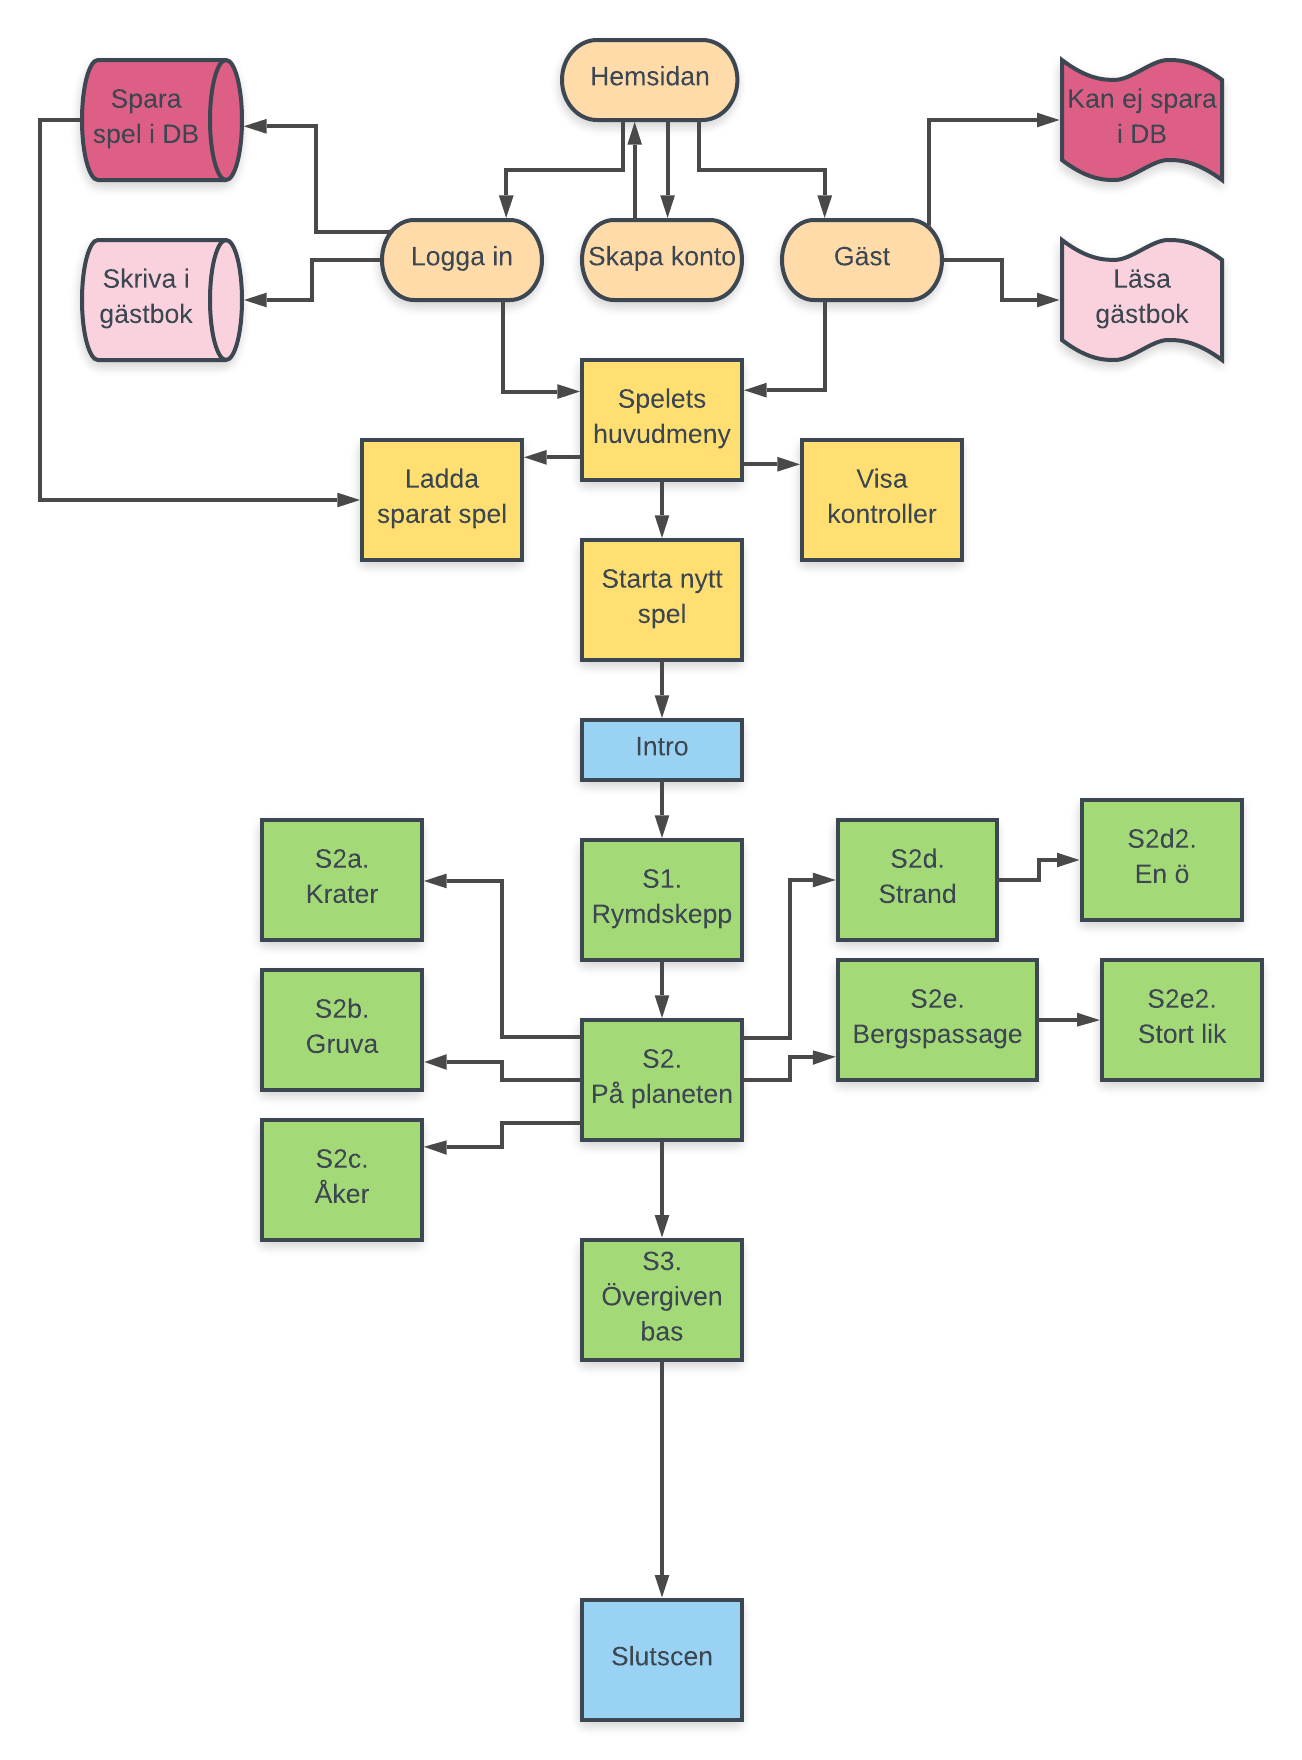 Hemsidan
Spara
spel i DB
Kan ej spara
i DB
Logga in
Skapa konto
Gäst
Skriva i
gästbok
Läsa
gästbok
Spelets
huvudmeny
Ladda
sparat spel
Visa
kontroller
Starta nytt
spel
Intro
S2a.
Krater
S1.
Rymdskepp
S2d.
Strand
S2d2.
En ö
S2b.
Gruva
S2.
På planeten
S2e.
Bergspassage
S2e2.
Stort lik
S2c.
Åker
S3.
Övergiven
bas
Slutscen